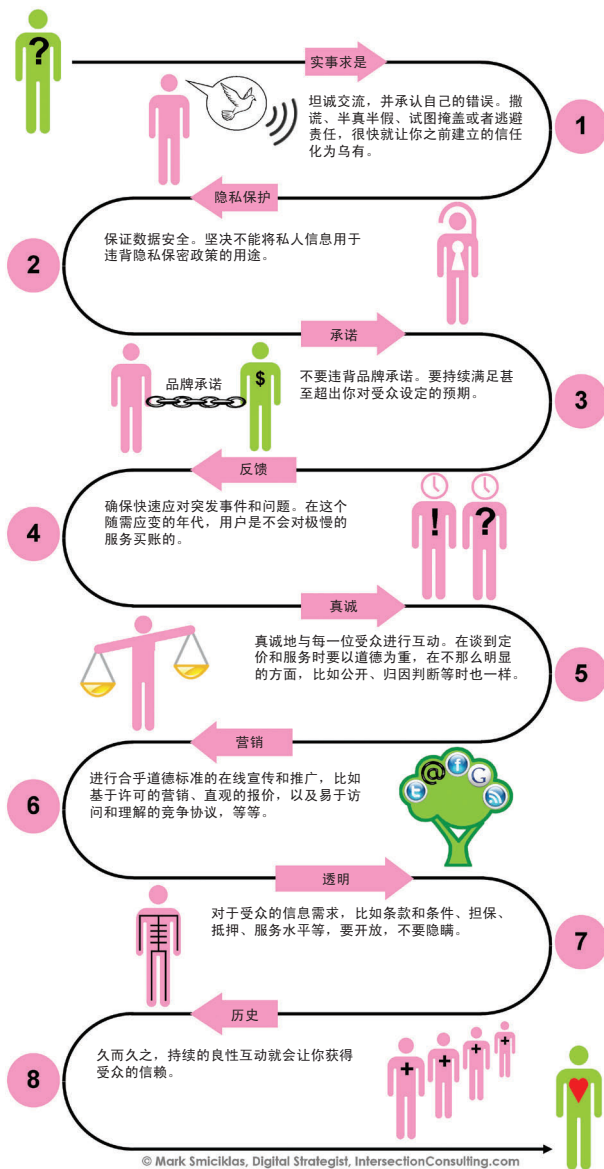 ?
实事求是
坦诚交流，并承认自己的错误。撒
谎、半真半假、试图掩盖或者逃避
责任，很快就让你之前建立的信任
化为乌有。
1
隐私保护
保证数据安全。坚决不能将私人信息用于
违背隐私保密政策的用途。
2
承诺
品牌承诺
$
不要违背品牌承诺。要持续满足甚
至超出你对受众设定的预期。
3
反馈
确保快速应对突发事件和问题。在这个
随需应变的年代，用户是不会对极慢的
服务买账的。
! ?
4
真诚
真诚地与每一位受众进行互动。在谈到定
价和服务时要以道德为重，在不那么明显
的方面，比如公开、归因判断等时也一样。
5
营销
进行合乎道德标准的在线宣传和推广，比如
基于许可的营销、直观的报价，以及易于访
问和理解的竞争协议，等等。
@ f G
t
6
透明
对于受众的信息需求，比如条款和条件、担保、
抵押、服务水平等，要开放，不要隐瞒。
7
历史
久而久之，持续的良性互动就会让你获得
受众的信赖。
+ + + +
8
© Mark Smiciklas, Digital Strategist, IntersectionConsulting.com